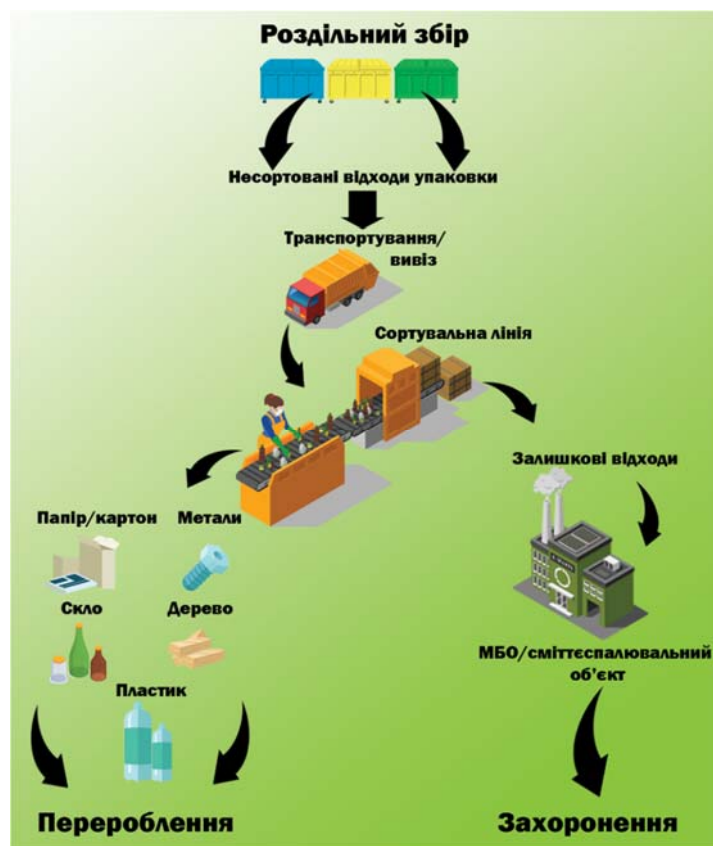 Роздільний збір
Несортовані відходи упаковки
Транспортування/
вивіз
Сортувальна лінія
Залишкові відходи
Папір/картон Метали
Скло Дерево
Пластик
МБО/сміттєспалювальний
об’єкт
Перероблення
Захоронення